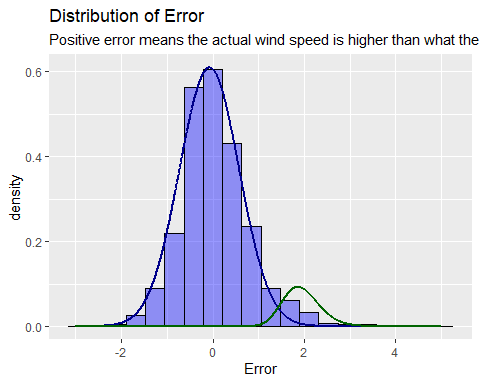 Distribution of Error
Positive error means the actual wind speed is higher than what the
0.6
0.4
0.2
0.0
density
-2
0
2
4
Error